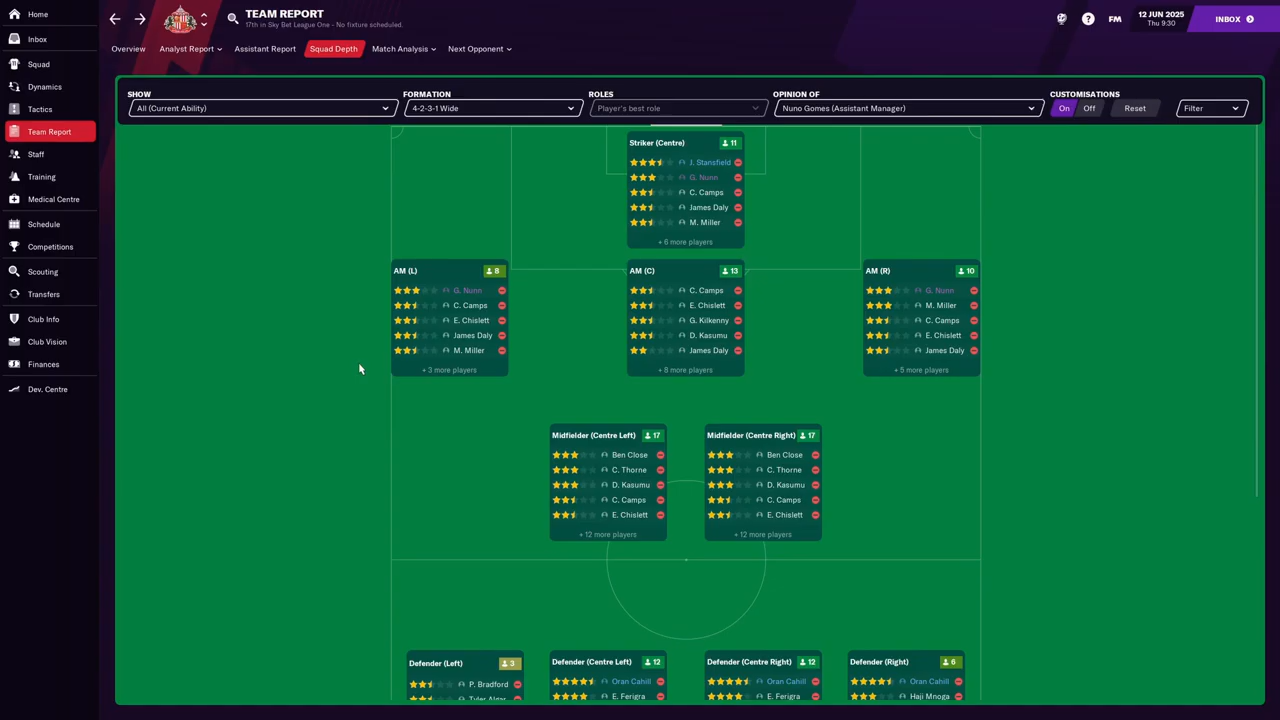 Home
TEAM REPORT
17th in Sky Bet League One - No fixture scheduled.
FM
12 JUN 2025
Thu 9:30
INBOX
Inbox
Squad
Dynamics
Tactics
Team Report
Staff
Training
Medical Centre
Schedule
Competitions
Scouting
Transfers
Club Info
Club Vision
Finances
Dev. Centre
Overview
Analyst Report
Assistant Report
Squad Depth
Match Analysis
Next Opponent
SHOW
All (Current Ability)
FORMATION
4-2-3-1 Wide
ROLES
Player's best role
OPINION OF
Nuno Gomes (Assistant Manager)
CUSTOMISATIONS
On Off
Reset
Filter
Striker (Centre) 11
J. Stansfield
G. Nunn
C. Camps
James Daly
M. Miller
+ 6 more players
AM (L) 8
G. Nunn
C. Camps
E. Chislett
James Daly
M. Miller
+ 3 more players
AM (C) 13
C. Camps
E. Chislett
G. Kilkenny
D. Kasumu
James Daly
+ 8 more players
AM (R) 10
G. Nunn
M. Miller
C. Camps
E. Chislett
James Daly
+ 5 more players
Midfielder (Centre Left) 17
Ben Close
C. Thorne
D. Kasumu
C. Camps
E. Chislett
+ 12 more players
Midfielder (Centre Right) 17
Ben Close
C. Thorne
D. Kasumu
C. Camps
E. Chislett
+ 12 more players
Defender (Left) 3
P. Bradford
Tyler Algar
Defender (Centre Left) 12
Oran Cahill
E. Ferigra
Defender (Centre Right) 12
Oran Cahill
E. Ferigra
Defender (Right) 6
Oran Cahill
Haji Mnoga